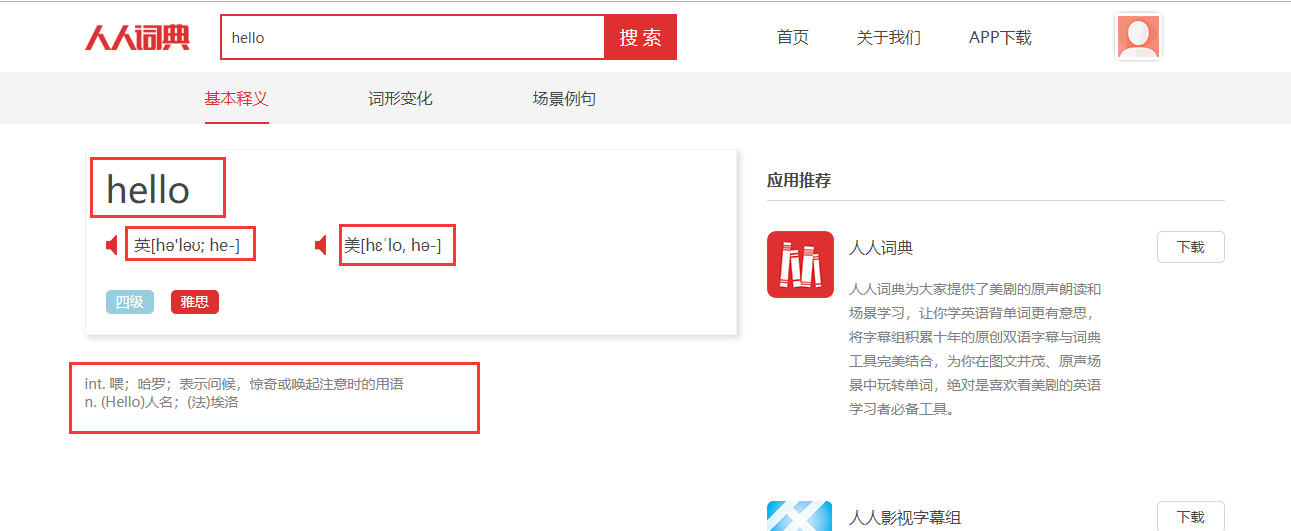 人人词典
hello
搜 索
首页
关于我们
APP下载
基本释义
词形变化
场景例句
hello
英[hə'ləʊ; he-]
美[hɛˈlo, hə-]
四级
雅思
int. 喂；哈罗；表示问候，惊奇或唤起注意时的用语
n. (Hello)人名；(法)埃洛
应用推荐
人人词典
下载
人人词典为大家提供了美剧的原声朗读和
场景学习，让你学英语背单词更有意思，
将字幕组积累十年的原创双语字幕与词典
工具完美结合，为你在图文并茂、原声场
景中玩转单词，绝对是喜欢看美剧的英语
学习者必备工具。
人人影视字幕组
下载